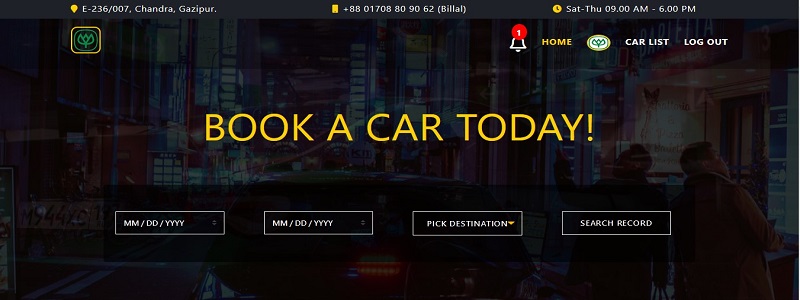 E-236/007, Chandra, Gazipur.
+88 01708 80 90 62 (Billal)
Sat-Thu 09.00 AM - 6.00 PM
1
HOME
CAR LIST
LOG OUT
BOOK A CAR TODAY!
MM / DD / YYYY
MM / DD / YYYY
PICK DESTINATION
SEARCH RECORD